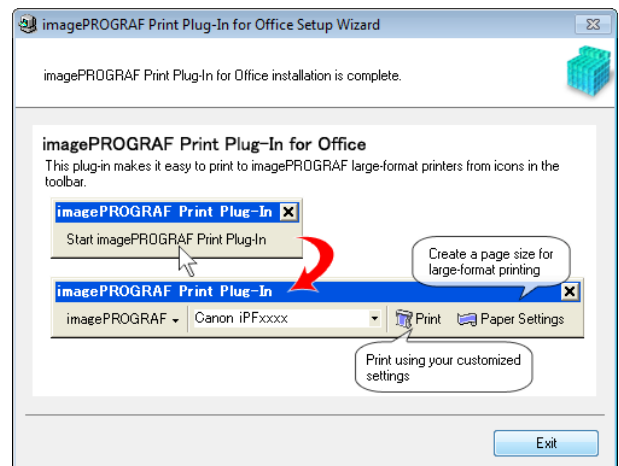 imagePROGRAF Print Plug-In for Office Setup Wizard
imagePROGRAF Print Plug-In for Office installation is complete.
imagePROGRAF Print Plug-In for Office
This plug-in makes it easy to print to imagePROGRAF large-format printers from icons in the
toolbar.
imagePROGRAF Print Plug-In
Start imagePROGRAF Print Plug-In
Create a page size for
large-format printing
imagePROGRAF Print Plug-In
imagePROGRAF Canon iPFxxxx Print Paper Settings
Print using your customized
settings
Exit